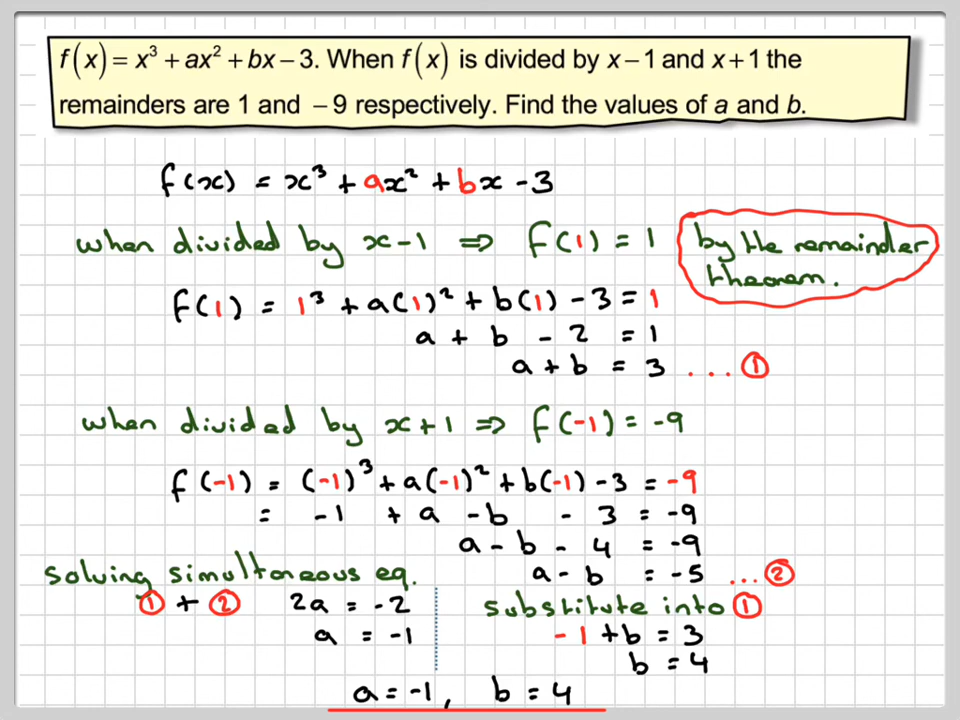 f(x) = x³ + ax² + bx − 3. When f(x) is divided by x − 1 and x + 1 the
remainders are 1 and − 9 respectively. Find the values of a and b.
f(x) = x³ + ax² + bx - 3
when divided by x-1 ⇒ f(1) = 1
by the remainder
theorem.
f(1) = 1³ + a(1)² + b(1) - 3 = 1
a + b - 2 = 1
a + b = 3 ... ①
when divided by x+1 ⇒ f(-1) = -9
f(-1) = (-1)³ + a(-1)² + b(-1) - 3 = -9
= -1 + a - b - 3 = -9
a - b - 4 = -9
a - b = -5 ... ②
solving simultaneous eq.
① + ② 2a = -2
a = -1
substitute into ①
-1 + b = 3
b = 4
a = -1, b = 4